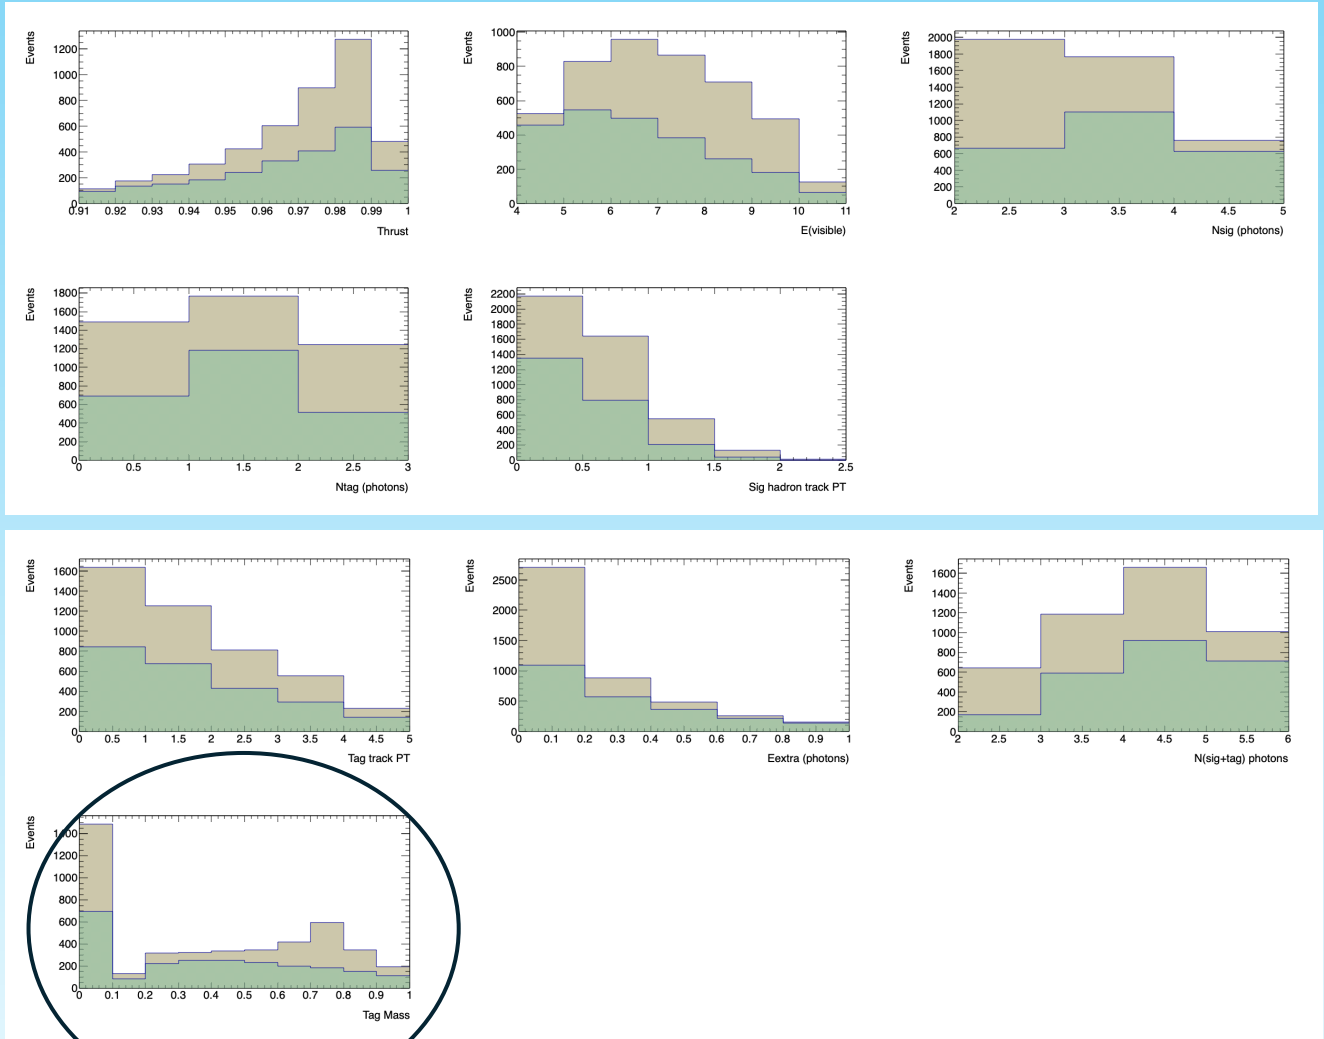 Events
1200
1000
800
600
400
200
0
0.91 0.92 0.93 0.94 0.95 0.96 0.97 0.98 0.99 1
Thrust
Events
1000
800
600
400
200
0
4 5 6 7 8 9 10 11
E(visible)
Events
2000
1800
1600
1400
1200
1000
800
600
400
200
0
2 2.5 3 3.5 4 4.5 5
Nsig (photons)
Events
1800
1600
1400
1200
1000
800
600
400
200
0
0 0.5 1 1.5 2 2.5 3
Ntag (photons)
Events
2200
2000
1800
1600
1400
1200
1000
800
600
400
200
0
0 0.5 1 1.5 2 2.5
Sig hadron track PT
Events
1600
1400
1200
1000
800
600
400
200
0
0 0.5 1 1.5 2 2.5 3 3.5 4 4.5 5
Tag track PT
Events
2500
2000
1500
1000
500
0
0 0.1 0.2 0.3 0.4 0.5 0.6 0.7 0.8 0.9 1
Eextra (photons)
Events
1600
1400
1200
1000
800
600
400
200
0
2 2.5 3 3.5 4 4.5 5 5.5 6
N(sig+tag) photons
Events
1400
1200
1000
800
600
400
200
0
0 0.1 0.2 0.3 0.4 0.5 0.6 0.7 0.8 0.9 1
Tag Mass